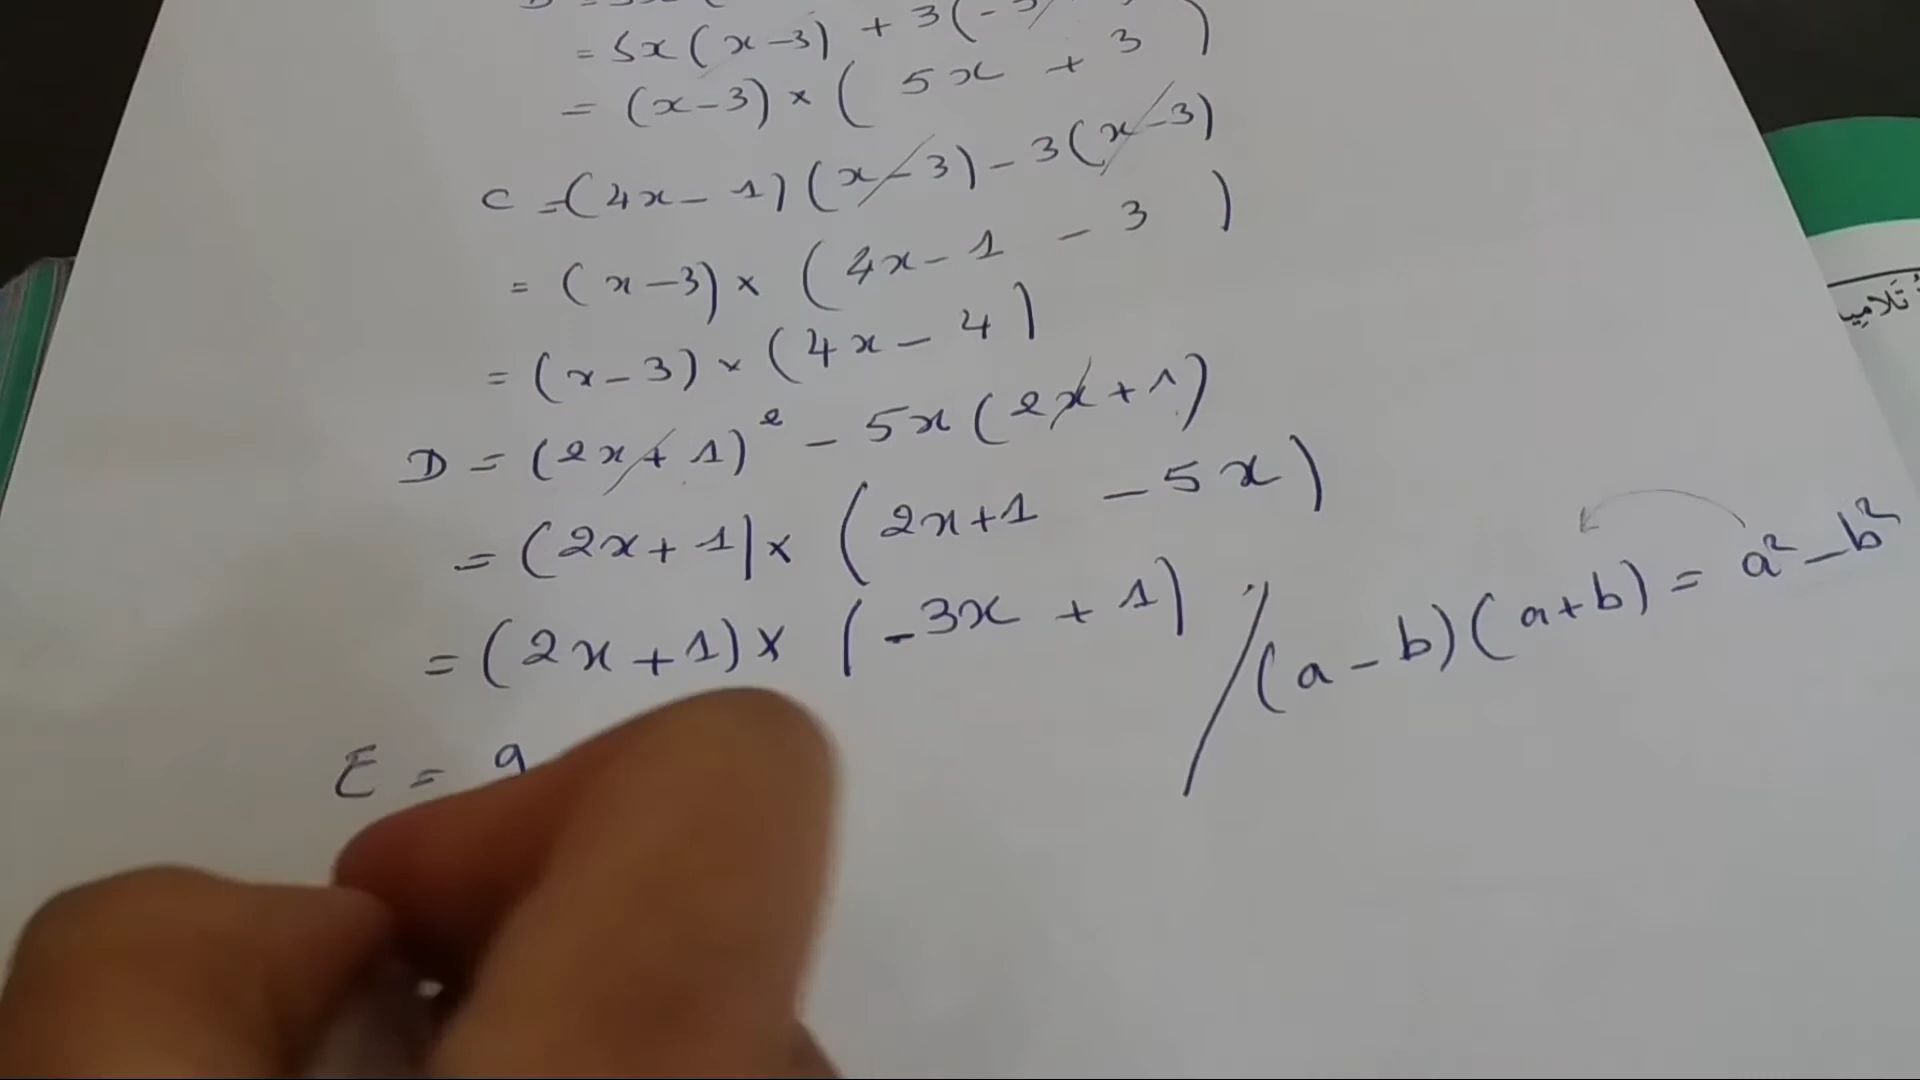 = 5x(x-3) + 3(
= (x-3) × ( 5x + 3 )
C = (4x - 1)(x - 3) - 3(x - 3)
= (x - 3) × (4x - 1 - 3 )
= (x - 3) × (4x - 4 )
D = (2x + 1)² - 5x (2x + 1)
= (2x + 1) × (2x+1 - 5x )
= (2x + 1) × ( -3x + 1)
(a - b)(a+b) = a² - b²
E = 9